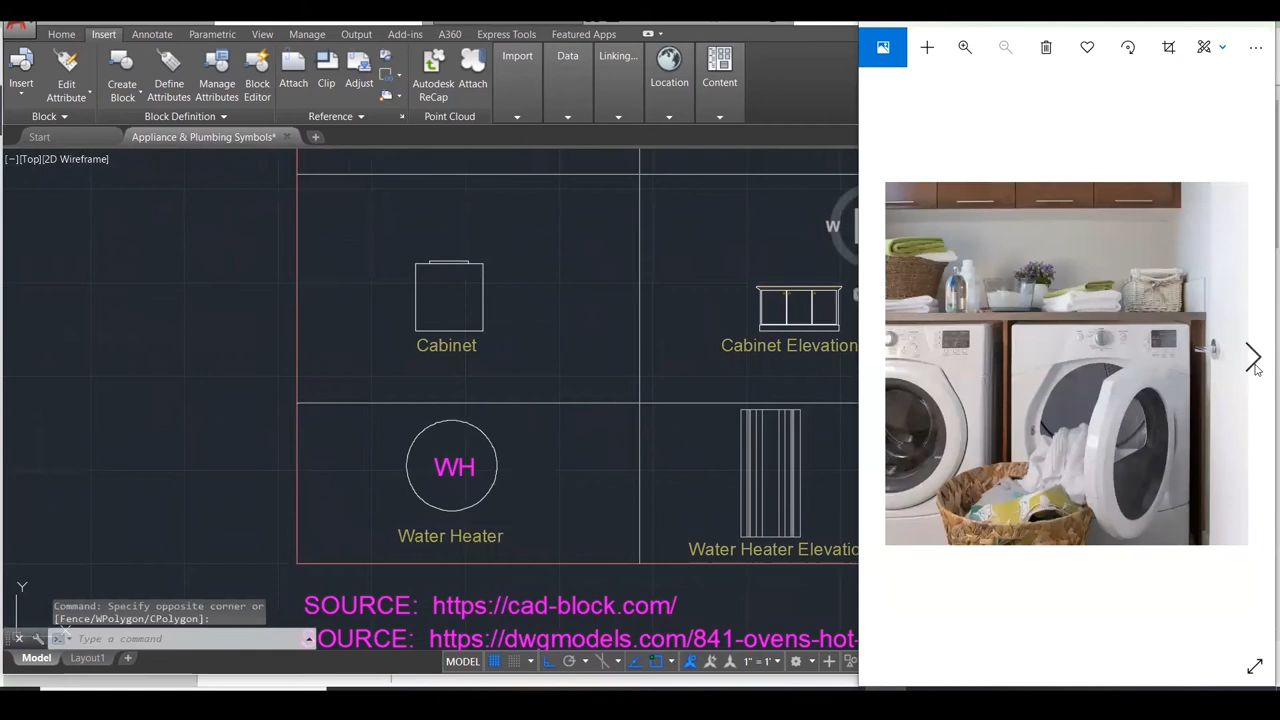 Home Insert Annotate Parametric View Manage Output Add-ins A360 Express Tools Featured Apps
Insert Edit Attribute Create Block Define Attributes Manage Attributes Block Editor Attach Clip Adjust Autodesk ReCap Attach Import Data Linking... Location Content
Block Block Definition Reference Point Cloud
Start Appliance & Plumbing Symbols*
[−][Top][2D Wireframe]
W
Cabinet Cabinet Elevation
WH
Water Heater Water Heater Elevatio
Y
SOURCE: https://cad-block.com/
OURCE: https://dwgmodels.com/841-ovens-hot-
Command: Specify opposite corner or
[Fence/WPolygon/CPolygon]:
Type a command
Model Layout1 MODEL 1" = 1'